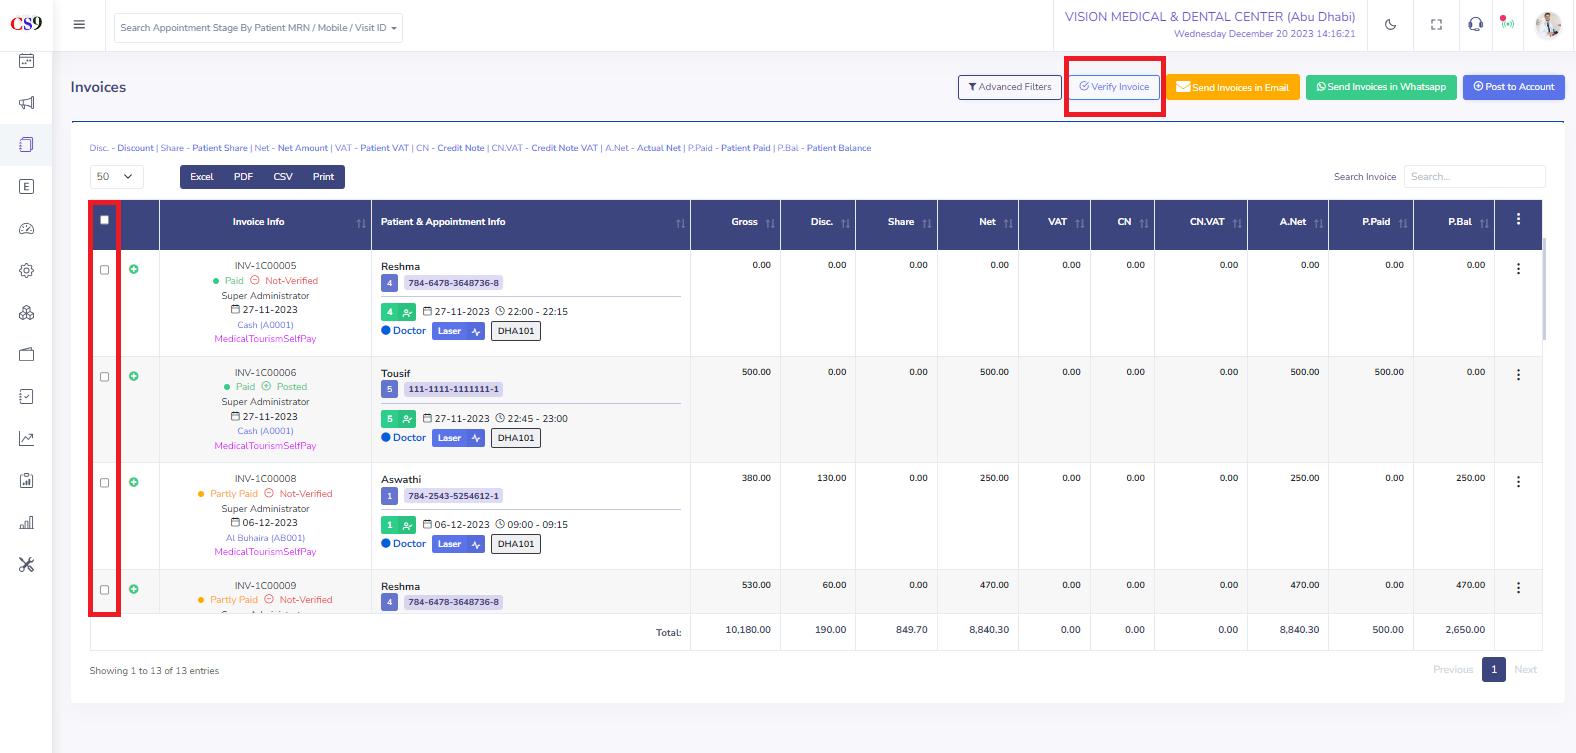 CS9
Search Appointment Stage By Patient MRN / Mobile / Visit ID
VISION MEDICAL & DENTAL CENTER (Abu Dhabi)
Wednesday December 20 2023 14:16:21
Invoices
Advanced Filters
Verify Invoice
Send Invoices in Email
Send Invoices in Whatsapp
Post to Account
E
Disc. - Discount | Share - Patient Share | Net - Net Amount | VAT - Patient VAT | CN - Credit Note | CN.VAT - Credit Note VAT | A.Net - Actual Net | P.Paid - Patient Paid | P.Bal - Patient Balance
50 Excel PDF CSV Print Search Invoice Search...
Invoice Info Patient & Appointment Info Gross Disc. Share Net VAT CN CN.VAT A.Net P.Paid P.Bal
INV-1C00005
Paid Not-Verified
Super Administrator
27-11-2023
Cash (A0001)
MedicalTourismSelfPay
Reshma
4 784-6478-3648736-8
4 27-11-2023 22:00 - 22:15
Doctor Laser DHA101
0.00 0.00 0.00 0.00 0.00 0.00 0.00 0.00 0.00 0.00
INV-1C00006
Paid Posted
Super Administrator
27-11-2023
Cash (A0001)
MedicalTourismSelfPay
Tousif
5 111-1111-1111111-1
5 27-11-2023 22:45 - 23:00
Doctor Laser DHA101
500.00 0.00 0.00 500.00 0.00 0.00 0.00 500.00 500.00 0.00
INV-1C00008
Partly Paid Not-Verified
Super Administrator
06-12-2023
Al Buhaira (AB001)
MedicalTourismSelfPay
Aswathi
1 784-2543-5254612-1
1 06-12-2023 09:00 - 09:15
Doctor Laser DHA101
380.00 130.00 0.00 250.00 0.00 0.00 0.00 250.00 0.00 250.00
INV-1C00009
Partly Paid Not-Verified
Reshma
4 784-6478-3648736-8
530.00 60.00 0.00 470.00 0.00 0.00 0.00 470.00 0.00 470.00
Total: 10,180.00 190.00 849.70 8,840.30 0.00 0.00 0.00 8,840.30 500.00 2,650.00
Showing 1 to 13 of 13 entries
Previous 1 Next